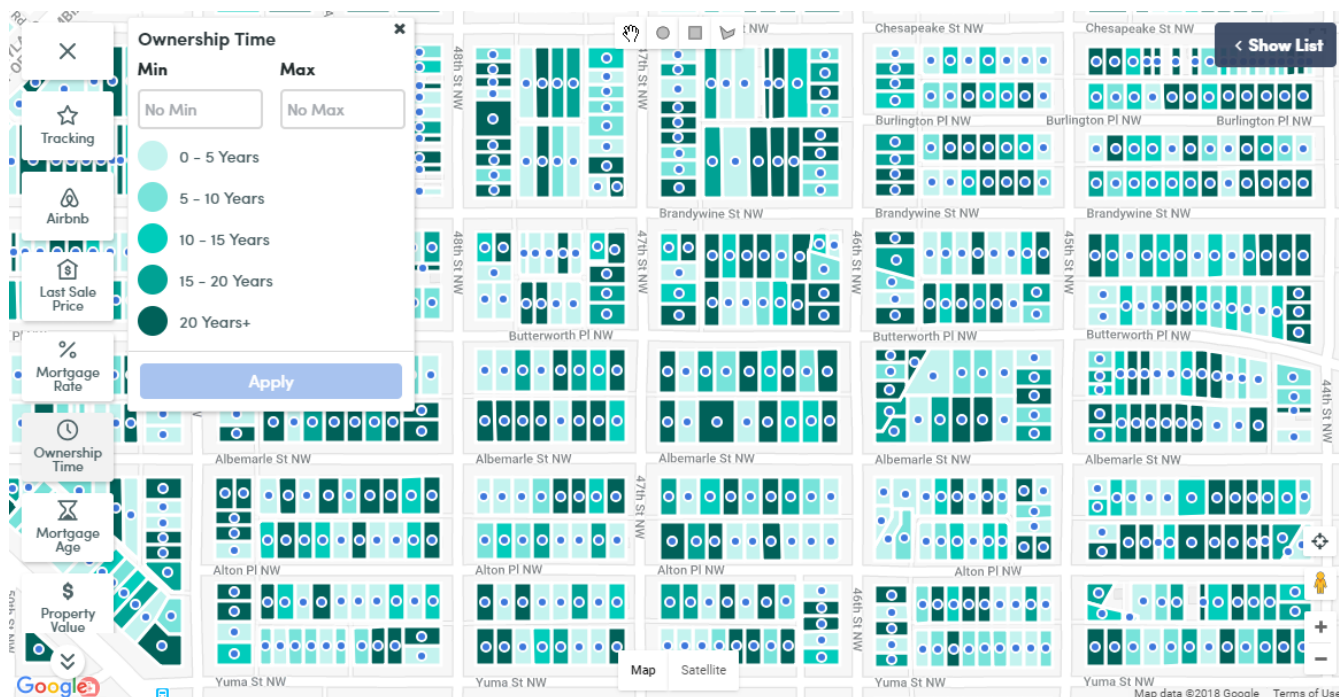 Ownership Time
Min
Max
No Min
No Max
0 - 5 Years
5 - 10 Years
10 - 15 Years
15 - 20 Years
20 Years+
Apply
Tracking
Airbnb
Last Sale
Price
Mortgage
Rate
Ownership
Time
Mortgage
Age
Property
Value
< Show List
Chesapeake St NW
Chesapeake St NW
48th St NW
47th St NW
Burlington Pl NW
Burlington Pl NW
Burlington Pl NW
Brandywine St NW
Brandywine St NW
Brandywine St NW
48th St NW
47th St NW
46th St NW
45th St NW
Butterworth Pl NW
Butterworth Pl NW
Butterworth Pl NW
44th St NW
Albemarle St NW
Albemarle St NW
Albemarle St NW
Albemarle St NW
Albemarle St NW
47th St NW
Alton Pl NW
Alton Pl NW
Alton Pl NW
Alton Pl NW
46th St NW
Yuma St NW
Yuma St NW
Yuma St NW
Yuma St NW
Map
Satellite
Google
Map data ©2018 Google
Terms of Use